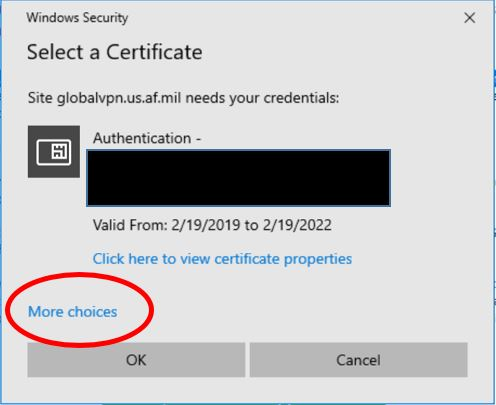 Windows Security
Select a Certificate
Site globalvpn.us.af.mil needs your credentials:
Authentication -
Valid From: 2/19/2019 to 2/19/2022
Click here to view certificate properties
More choices
OK
Cancel